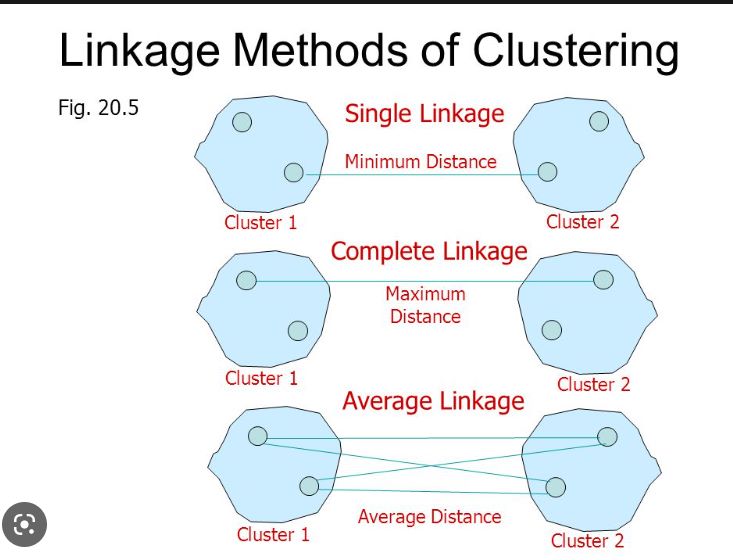 Linkage Methods of Clustering
Fig. 20.5
Single Linkage
Minimum Distance
Cluster 1
Cluster 2
Complete Linkage
Maximum
Distance
Cluster 1
Cluster 2
Average Linkage
Average Distance
Cluster 1
Cluster 2